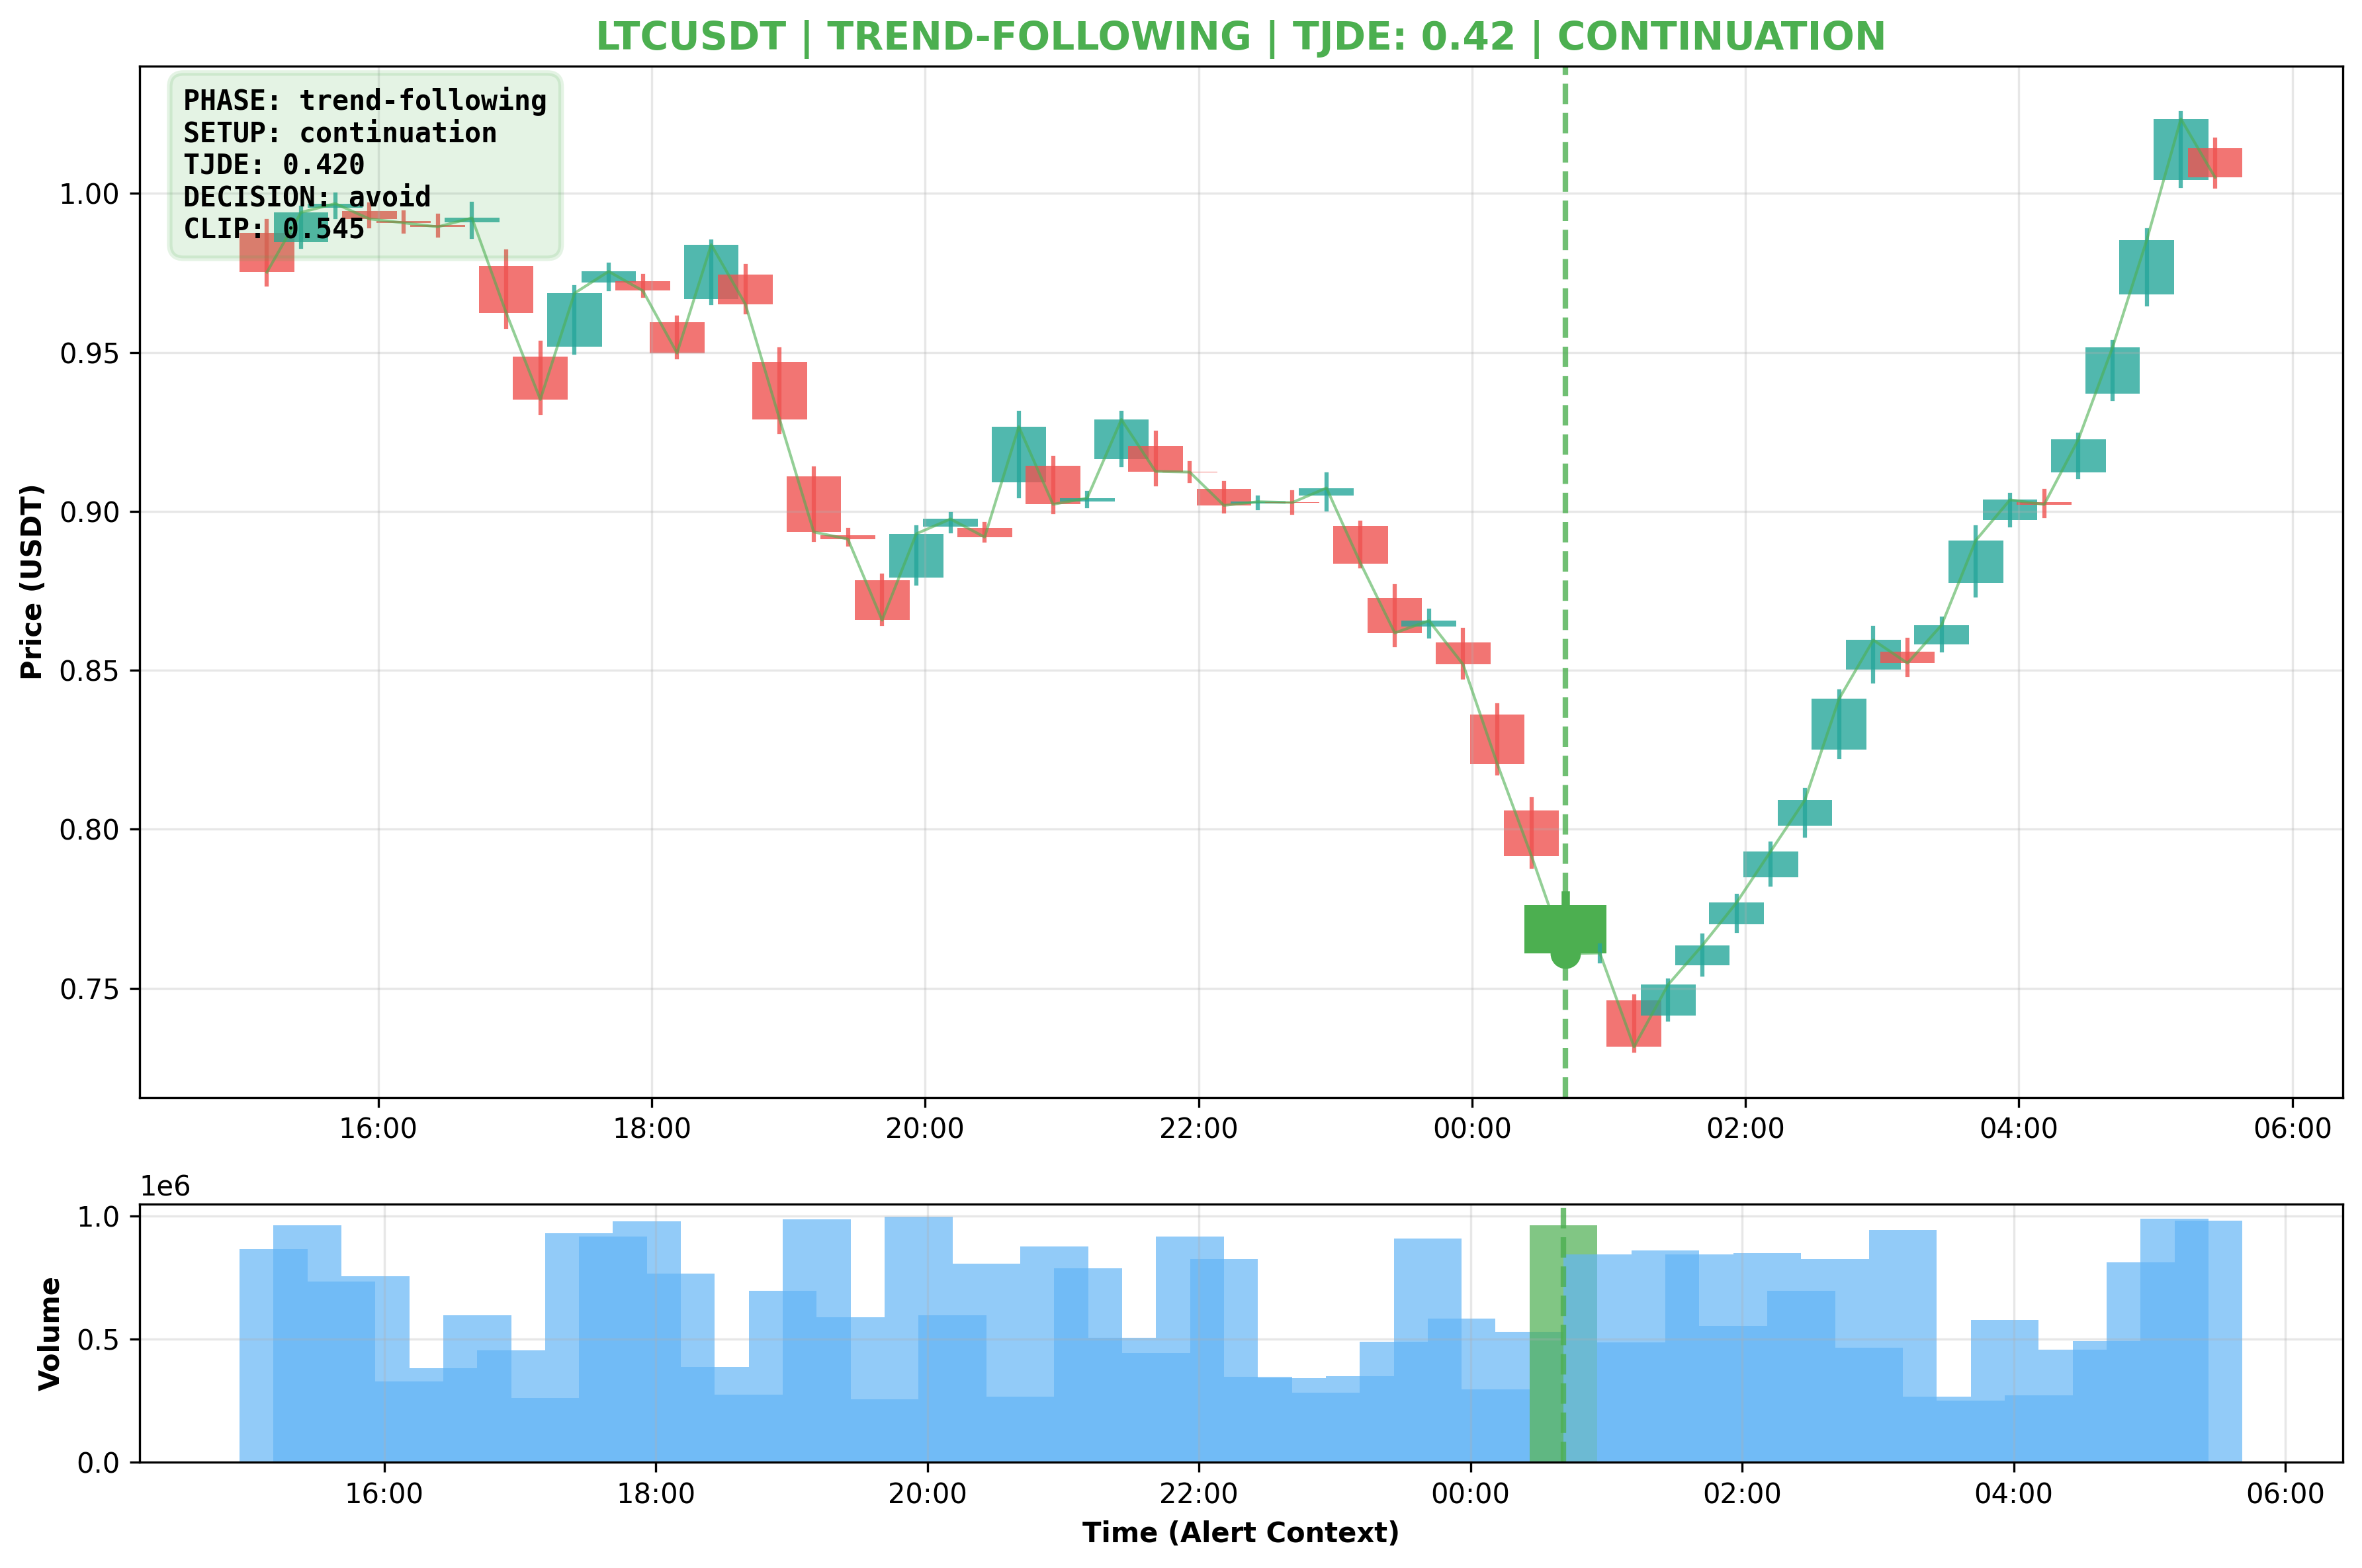 LTCUSDT | TREND-FOLLOWING | TJDE: 0.42 | CONTINUATION
PHASE: trend-following
SETUP: continuation
TJDE: 0.420
DECISION: avoid
CLIP: 0.545
Price (USDT)
1.00
0.95
0.90
0.85
0.80
0.75
16:00 18:00 20:00 22:00 00:00 02:00 04:00 06:00
1e6
Volume
1.0
0.5
0.0
16:00 18:00 20:00 22:00 00:00 02:00 04:00 06:00
Time (Alert Context)